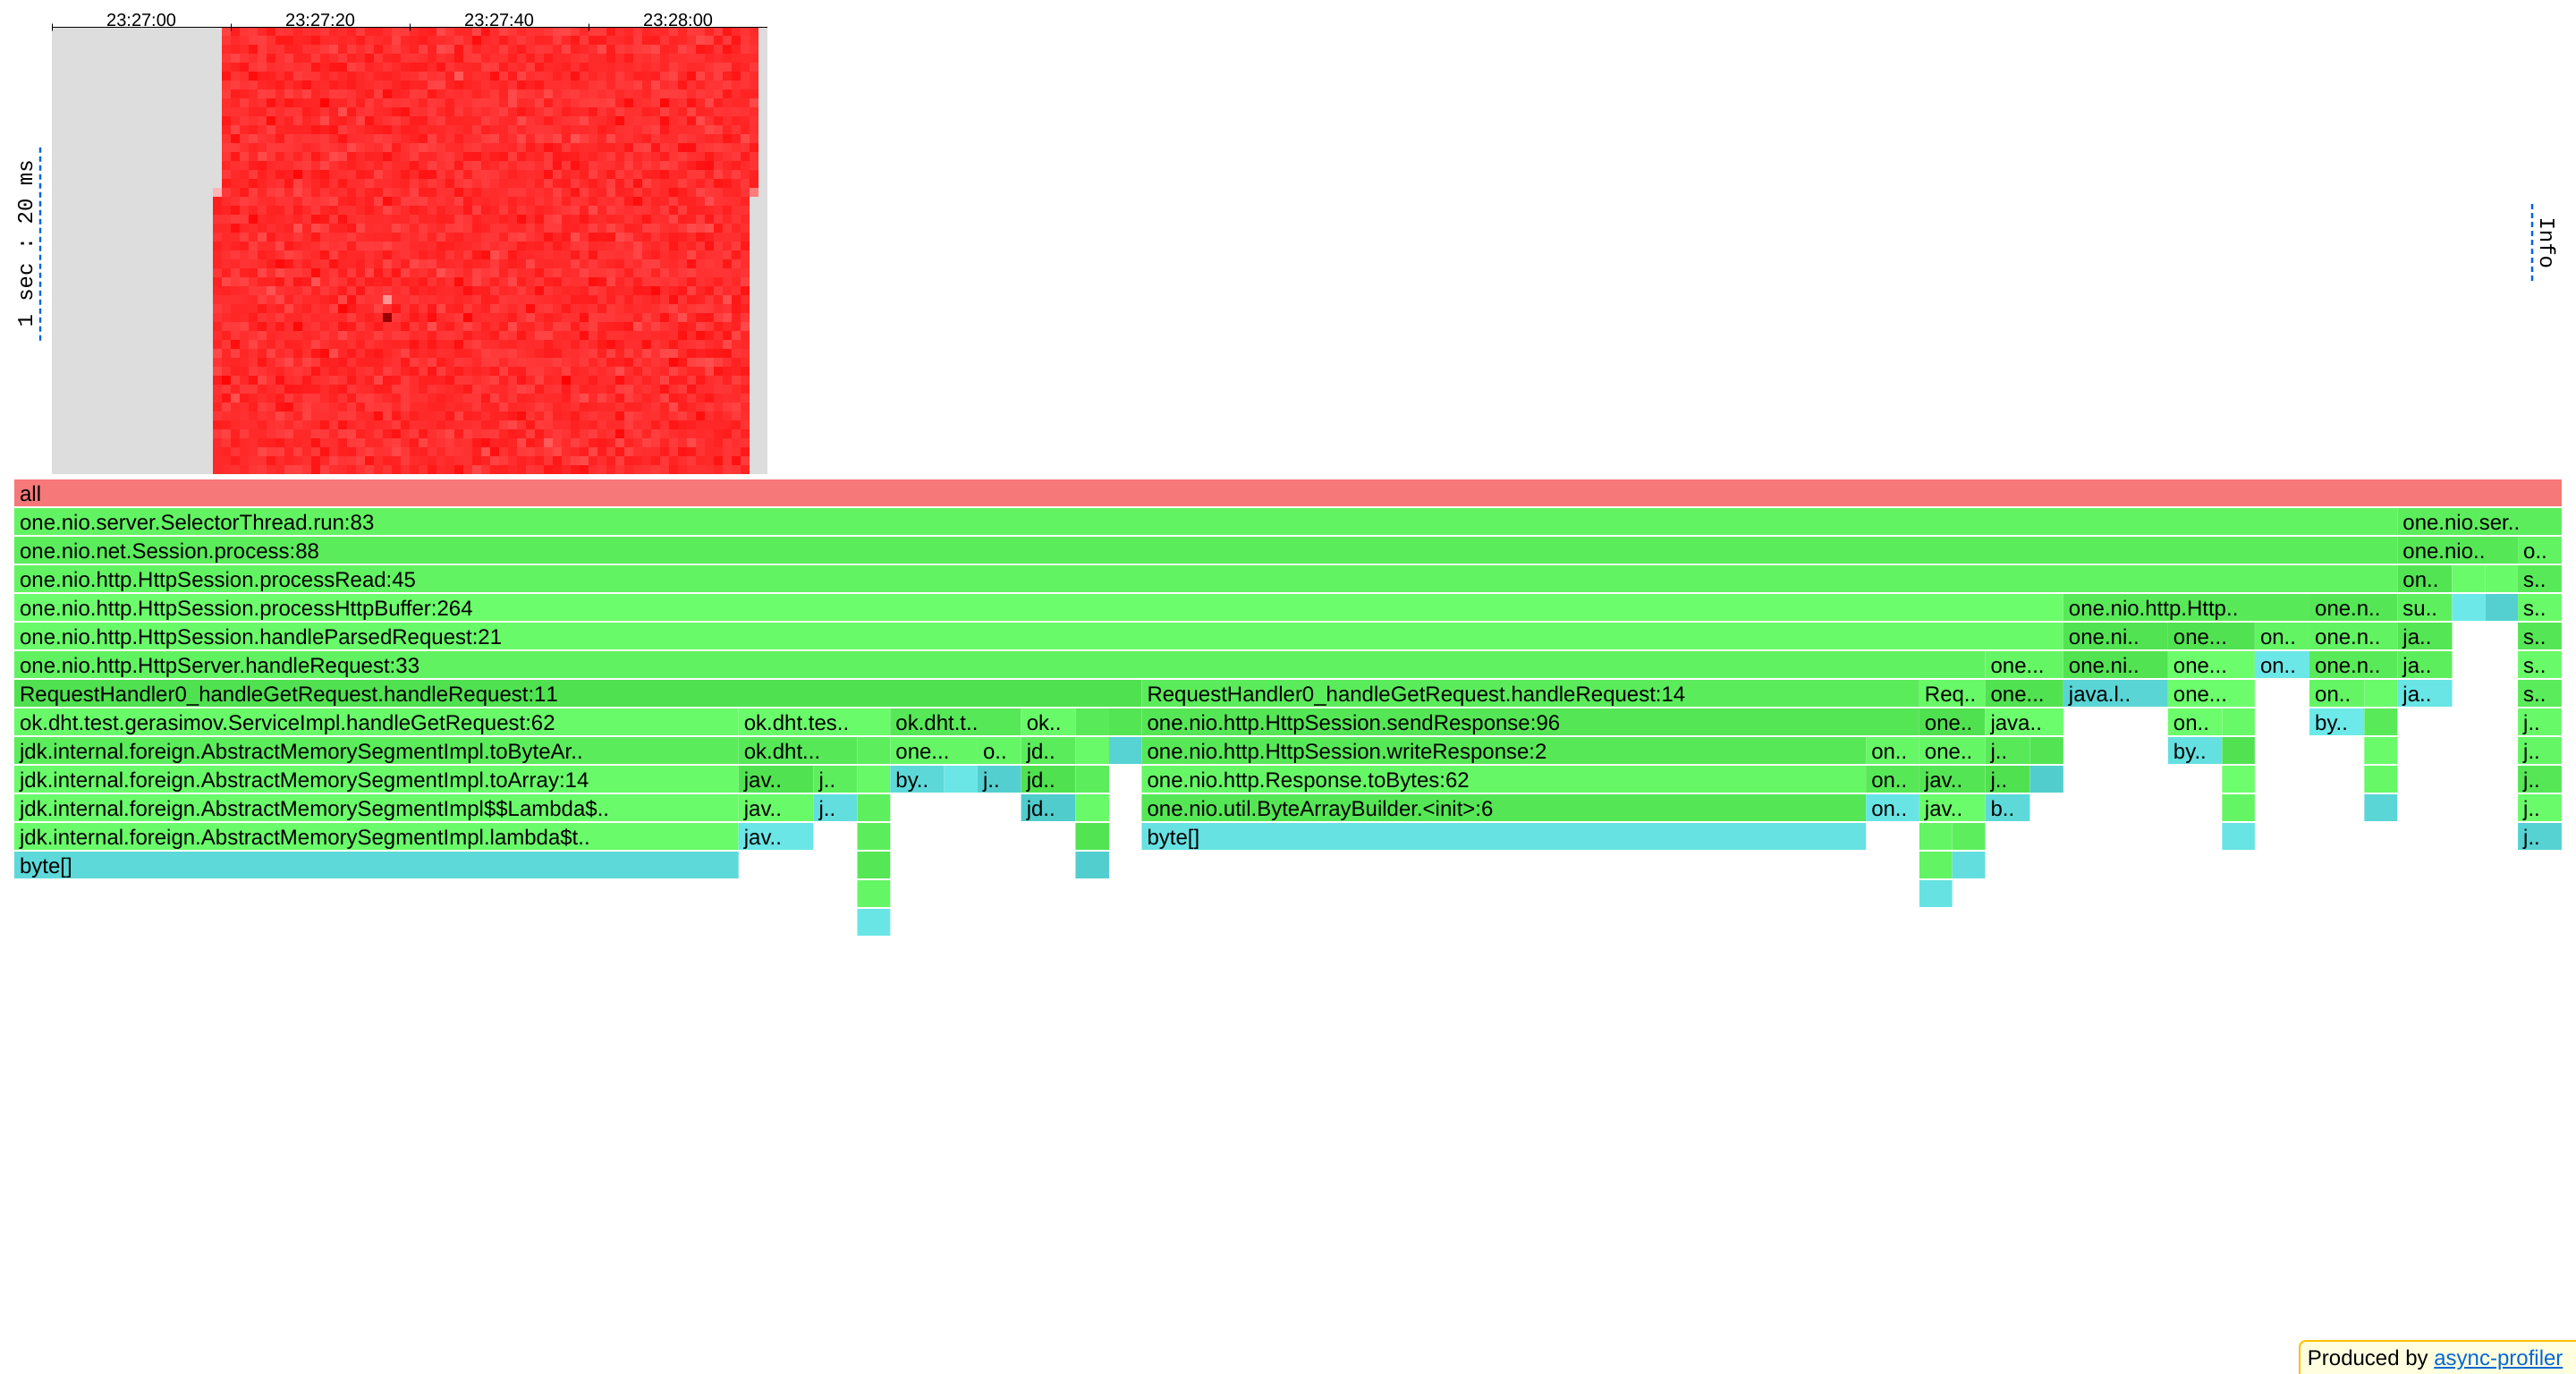 23:27:00 23:27:20 23:27:40 23:28:00
1 sec : 20 ms
Info
all
one.nio.server.SelectorThread.run:83 one.nio.ser..
one.nio.net.Session.process:88 one.nio.. o..
one.nio.http.HttpSession.processRead:45 on.. s..
one.nio.http.HttpSession.processHttpBuffer:264 one.nio.http.Http.. one.n.. su.. s..
one.nio.http.HttpSession.handleParsedRequest:21 one.ni.. one... on.. one.n.. ja.. s..
one.nio.http.HttpServer.handleRequest:33 one... one.ni.. one... on.. one.n.. ja.. s..
RequestHandler0_handleGetRequest.handleRequest:11 RequestHandler0_handleGetRequest.handleRequest:14 Req.. one... java.l.. one... on.. ja.. s..
ok.dht.test.gerasimov.ServiceImpl.handleGetRequest:62 ok.dht.tes.. ok.dht.t.. ok.. one.nio.http.HttpSession.sendResponse:96 one.. java.. on.. by.. j..
jdk.internal.foreign.AbstractMemorySegmentImpl.toByteAr.. ok.dht... one... o.. jd.. one.nio.http.HttpSession.writeResponse:2 on.. one.. j.. by.. j..
jdk.internal.foreign.AbstractMemorySegmentImpl.toArray:14 jav.. j.. by.. j.. jd.. one.nio.http.Response.toBytes:62 on.. jav.. j.. j..
jdk.internal.foreign.AbstractMemorySegmentImpl$$Lambda$.. jav.. j.. jd.. one.nio.util.ByteArrayBuilder.<init>:6 on.. jav.. b.. j..
jdk.internal.foreign.AbstractMemorySegmentImpl.lambda$t.. jav.. byte[] j..
byte[]
Produced by async-profiler